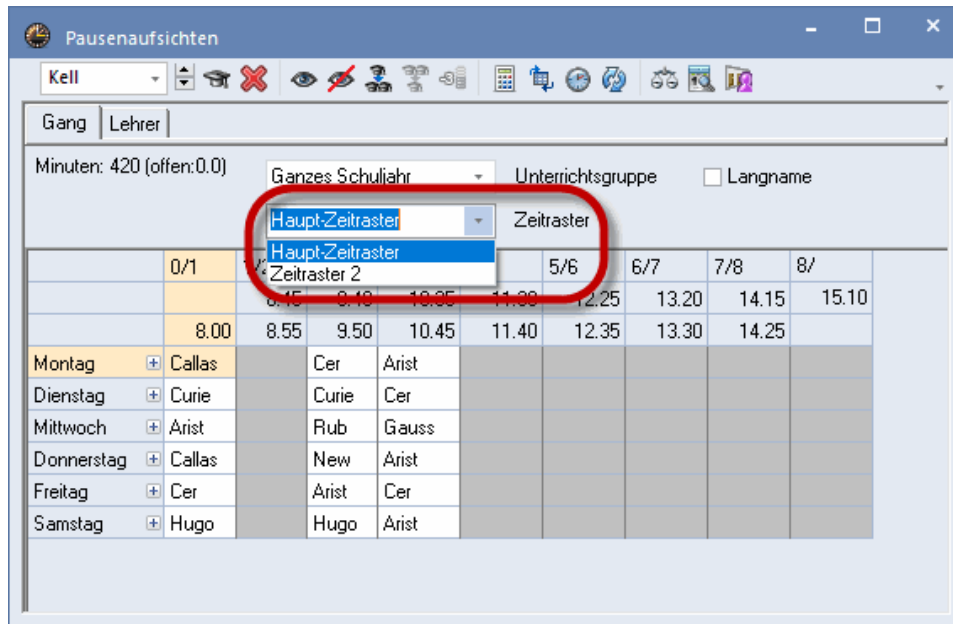 Pausenaufsichten
Kell
Gang Lehrer
Minuten: 420 (offen:0.0)
Ganzes Schuljahr Unterrichtsgruppe Langname
Haupt-Zeitraster Zeitraster
Haupt-Zeitraster
Zeitraster 2
0/1 5/6 6/7 7/8 8/
12.25 13.20 14.15 15.10
8.00 8.55 9.50 10.45 11.40 12.35 13.30 14.25
Montag Callas Cer Arist
Dienstag Curie Curie Cer
Mittwoch Arist Rub Gauss
Donnerstag Callas New Arist
Freitag Cer Arist Cer
Samstag Hugo Hugo Arist